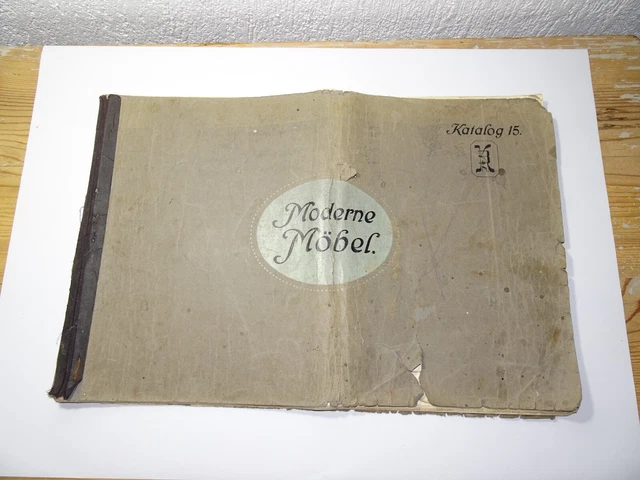 Katalog 15.
Moderne
Möbel.